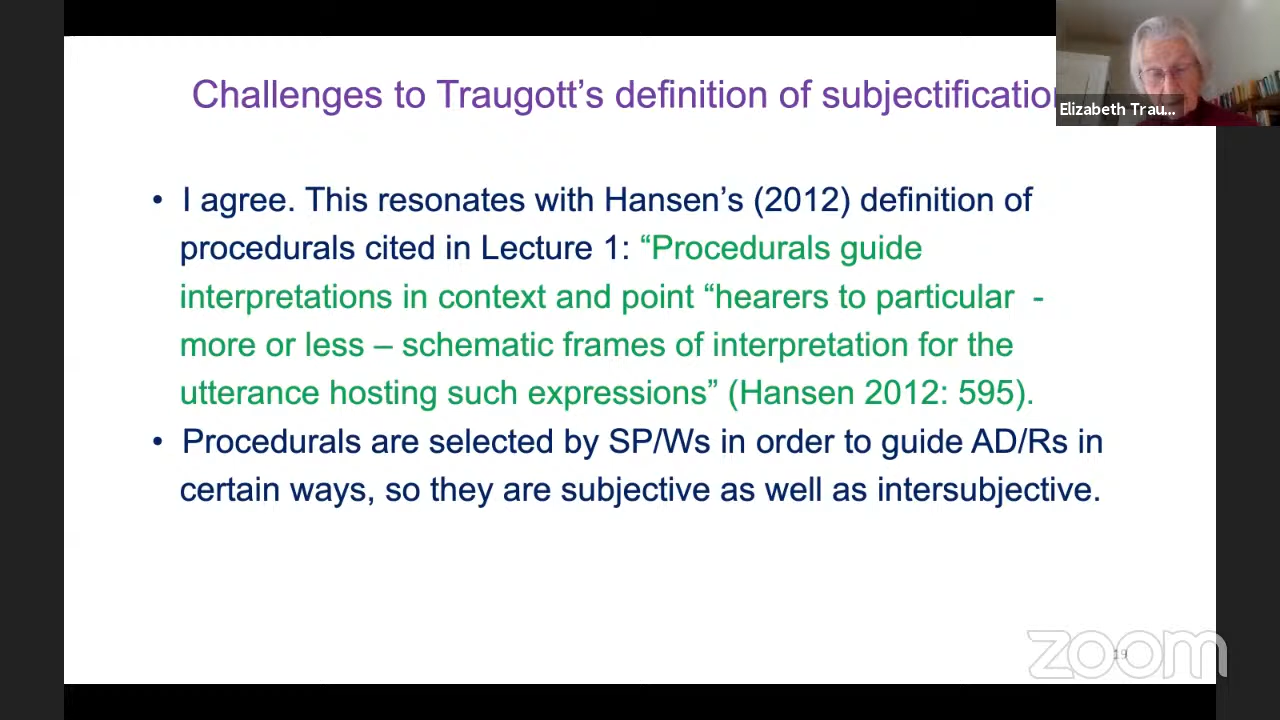 Challenges to Traugott’s definition of subjectificatio
Elizabeth Trau...
• I agree. This resonates with Hansen’s (2012) definition of
procedurals cited in Lecture 1: “Procedurals guide
interpretations in context and point “hearers to particular -
more or less – schematic frames of interpretation for the
utterance hosting such expressions” (Hansen 2012: 595).
• Procedurals are selected by SP/Ws in order to guide AD/Rs in
certain ways, so they are subjective as well as intersubjective.
zoom
19